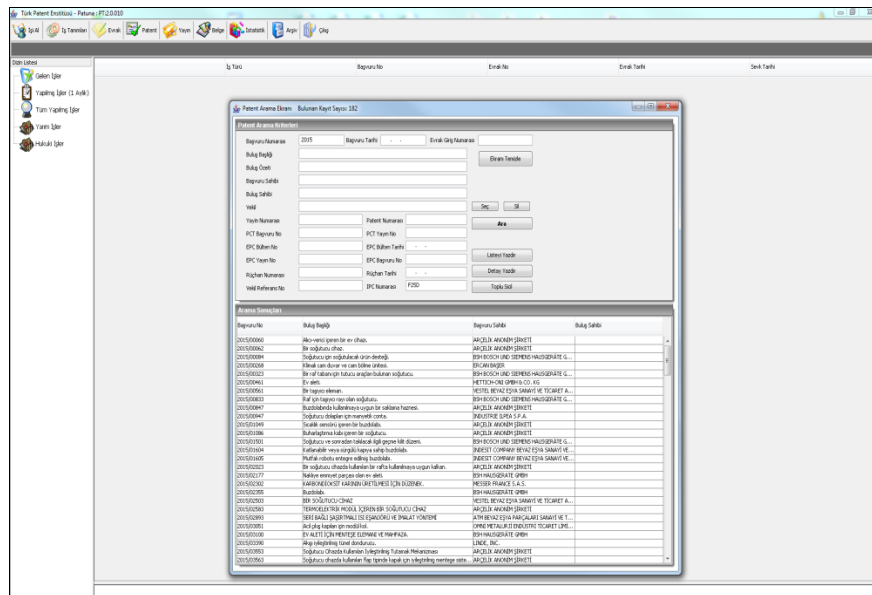 Türk Patent Enstitüsü - Patuna : PT\2.0.010
İşi Al İş Tanımları Evrak Patent Yayın Belge İstatistik Arşiv Çıkış
Dizin Listesi
Gelen İşler
Yapılmış İşler (1 Aylık)
Tüm Yapılmış İşler
Yarım İşler
Hukuki İşler
İş Türü Başvuru No Evrak No Evrak Tarihi Sevk Tarihi
Patent Arama Ekranı Bulunan Kayıt Sayısı: 182
Patent Arama Kriterleri
Başvuru Numarası 2015 Başvuru Tarihi - - Evrak Giriş Numarası
Buluş Başlığı Ekranı Temizle
Buluş Özeti
Başvuru Sahibi
Buluş Sahibi
Vekil Seç Sil
Yayın Numarası Patent Numarası Ara
PCT Başvuru No PCT Yayın No
EPC Bülten No EPC Bülten Tarihi - - Listeyi Yazdır
EPC Yayın No EPC Başvuru No
Rüçhan Numarası Rüçhan Tarihi - - Detay Yazdır
Vekil Referans No IPC Numarası F25D Toplu Sicil
Arama Sonuçları
Başvuru No Buluş Başlığı Başvuru Sahibi Buluş Sahibi
2015/00060 Alıcı-verici içeren bir ev cihazı. ARÇELİK ANONİM ŞİRKETİ
2015/00062 Bir soğutucu cihaz. ARÇELİK ANONİM ŞİRKETİ
2015/00084 Soğutucu için soğutulacak ürün desteği. BSH BOSCH UND SIEMENS HAUSGERÄTE G...
2015/00268 Klimalı cam duvar ve cam bölme ünitesi. ERCAN BAŞER
2015/00323 Bir raf tabanı için tutucu araçları bulunan soğutucu. BSH BOSCH UND SIEMENS HAUSGERÄTE G...
2015/00461 Ev aleti. HETTICH-ONI GMBH & CO. KG
2015/00561 Bir taşıyıcı eleman. VESTEL BEYAZ EŞYA SANAYİ VE TİCARET A...
2015/00833 Raf için taşıyıcı rayı olan soğutucu. BSH BOSCH UND SIEMENS HAUSGERÄTE G...
2015/00847 Buzdolabında kullanılmaya uygun bir saklama haznesi. ARÇELİK ANONİM ŞİRKETİ
2015/00947 Soğutucu dolapları için manyetik conta. INDUSTRIE ILPEA S.P.A.
2015/01049 Sıcaklık sensörü içeren bir buzdolabı. ARÇELİK ANONİM ŞİRKETİ
2015/01086 Buharlaştırma kabı içeren bir soğutucu. ARÇELİK ANONİM ŞİRKETİ
2015/01501 Soğutucu ve sonradan takılacak ilgili geçme kilit düzeni. BSH BOSCH UND SIEMENS HAUSGERÄTE G...
2015/01604 Katlanabilir veya sürgülü kapıya sahip buzdolabı. INDESIT COMPANY BEYAZ EŞYA SANAYİ VE...
2015/01605 Mutfak robotu entegre edilmiş buzdolabı. INDESIT COMPANY BEYAZ EŞYA SANAYİ VE...
2015/02023 Bir soğutucu cihazda kullanılan bir rafta kullanılmaya uygun kalkan. ARÇELİK ANONİM ŞİRKETİ
2015/02177 Nakliye emniyet parçası olan ev aleti. BSH HAUSGERÄTE GMBH
2015/02302 KARBONDİOKSİT KARININ ÜRETİLMESİ İÇİN DÜZENEK. MESSER FRANCE S.A.S.
2015/02355 Buzdolabı. BSH HAUSGERÄTE GMBH
2015/02503 BİR SOĞUTUCU CİHAZ VESTEL BEYAZ EŞYA SANAYİ VE TİCARET A...
2015/02583 TERMOELEKTRİK MODÜL İÇEREN BİR SOĞUTUCU CİHAZ ARÇELİK ANONİM ŞİRKETİ
2015/02893 SERİ BAĞLI ŞAŞIRTMALI ISI EŞANJÖRÜ VE İMALAT YÖNTEMİ ATM BEYAZ EŞYA PARÇALARI SANAYİ VE T...
2015/03051 Acil çıkış kapıları için modül kol. OMNİ METALURJİ ENDÜSTRİ TİCARET LİMİ...
2015/03100 EV ALETİ İÇİN MENTEŞE ELEMANI VE MAHFAZA. BSH HAUSGERÄTE GMBH
2015/03390 Akışı iyileştirilmiş tünel dondurucu. LINDE, INC.
2015/03553 Soğutucu Cihazda Kullanılan İyileştirilmiş Tutamak Mekanizması ARÇELİK ANONİM ŞİRKETİ
2015/03563 Soğutucu cihazda kullanılan flap tipinde kapak için iyileştirilmiş menteşe siste... ARÇELİK ANONİM ŞİRKETİ